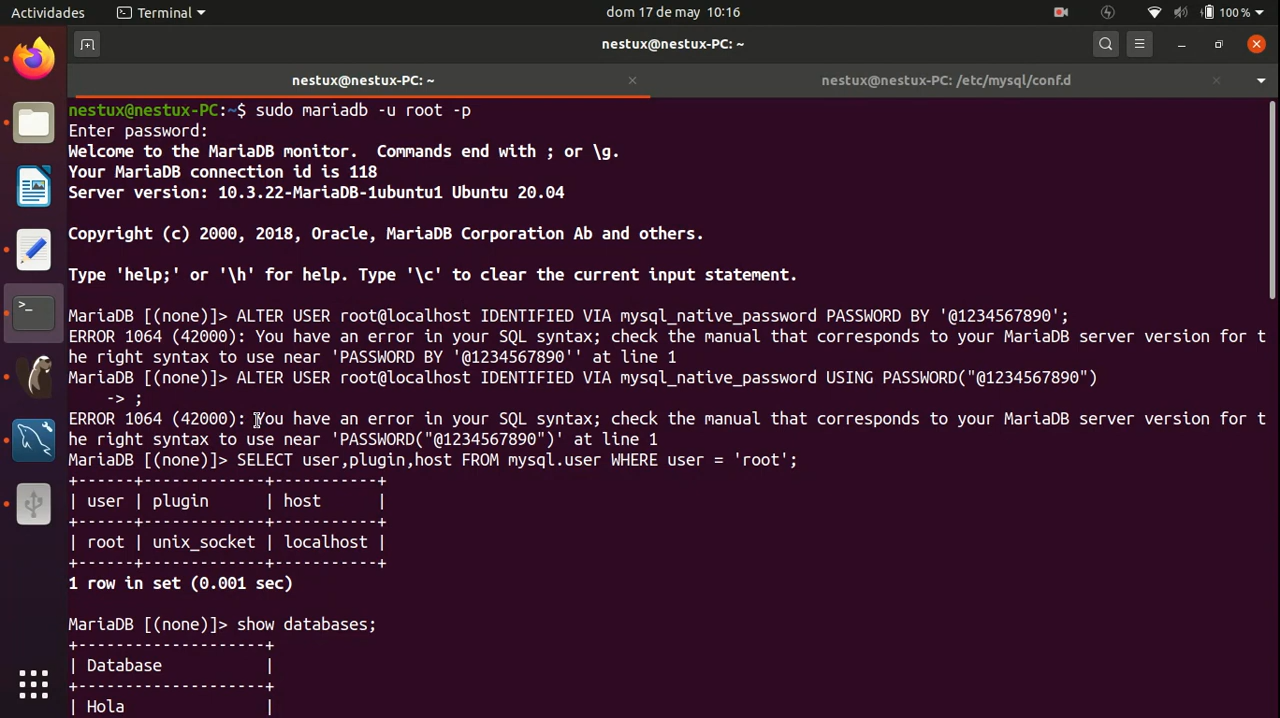 Actividades
Terminal
dom 17 de may 10:16
100 %
nestux@nestux-PC: ~
nestux@nestux-PC: ~
nestux@nestux-PC: /etc/mysql/conf.d
nestux@nestux-PC:~$ sudo mariadb -u root -p
Enter password:
Welcome to the MariaDB monitor.  Commands end with ; or \g.
Your MariaDB connection id is 118
Server version: 10.3.22-MariaDB-1ubuntu1 Ubuntu 20.04
Copyright (c) 2000, 2018, Oracle, MariaDB Corporation Ab and others.
Type 'help;' or '\h' for help. Type '\c' to clear the current input statement.
MariaDB [(none)]> ALTER USER root@localhost IDENTIFIED VIA mysql_native_password PASSWORD BY '@1234567890';
ERROR 1064 (42000): You have an error in your SQL syntax; check the manual that corresponds to your MariaDB server version for t
he right syntax to use near 'PASSWORD BY '@1234567890'' at line 1
MariaDB [(none)]> ALTER USER root@localhost IDENTIFIED VIA mysql_native_password USING PASSWORD("@1234567890")
    -> ;
ERROR 1064 (42000): You have an error in your SQL syntax; check the manual that corresponds to your MariaDB server version for t
he right syntax to use near 'PASSWORD("@1234567890")' at line 1
MariaDB [(none)]> SELECT user,plugin,host FROM mysql.user WHERE user = 'root';
+------+-------------+-----------+
| user | plugin      | host      |
+------+-------------+-----------+
| root | unix_socket | localhost |
+------+-------------+-----------+
1 row in set (0.001 sec)
MariaDB [(none)]> show databases;
+--------------------+
| Database           |
+--------------------+
| Hola               |